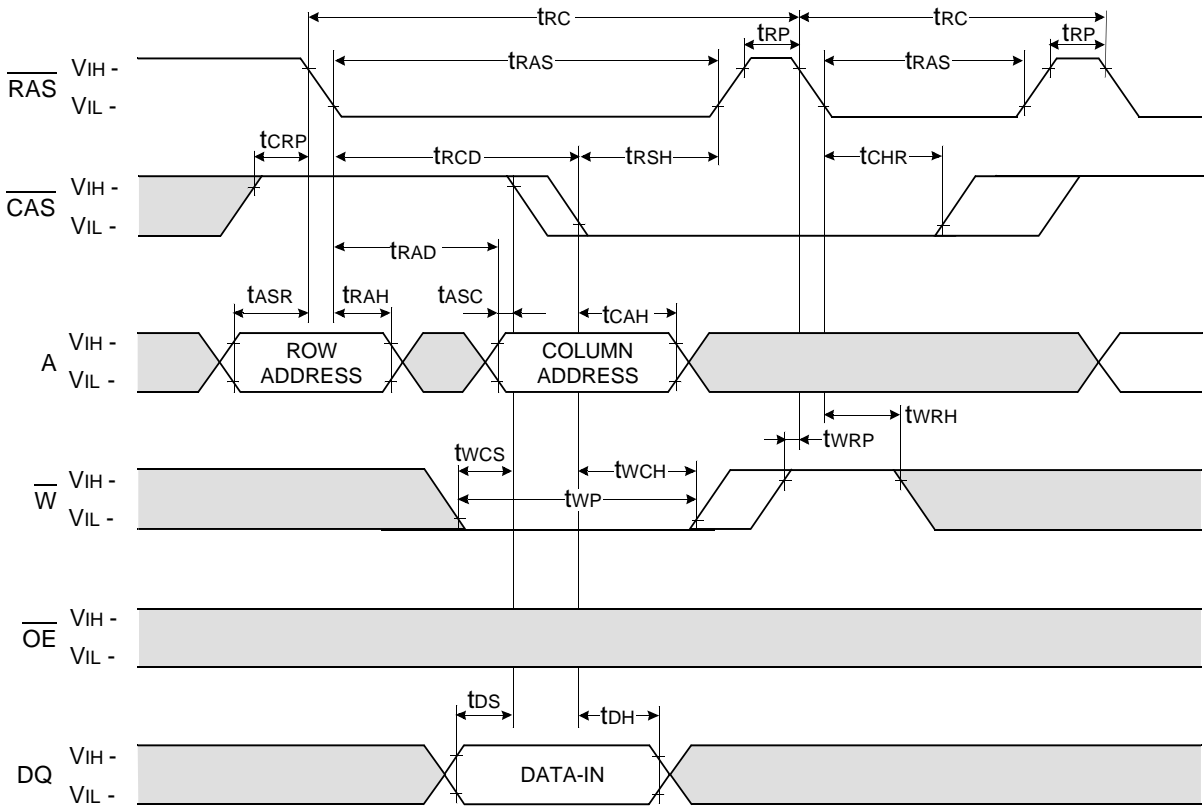 tRC tRC
tRP tRP
RAS VIH - tRAS tRAS
VIL -
tCRP tRCD tRSH tCHR
CAS VIH -
VIL -
tRAD
tASR tRAH tASC tCAH
A VIH - ROW COLUMN
VIL - ADDRESS ADDRESS
tWRH
tWRP
tWCS tWCH
W VIH - tWP
VIL -
OE VIH -
VIL -
tDS tDH
DQ VIH - DATA-IN
VIL -